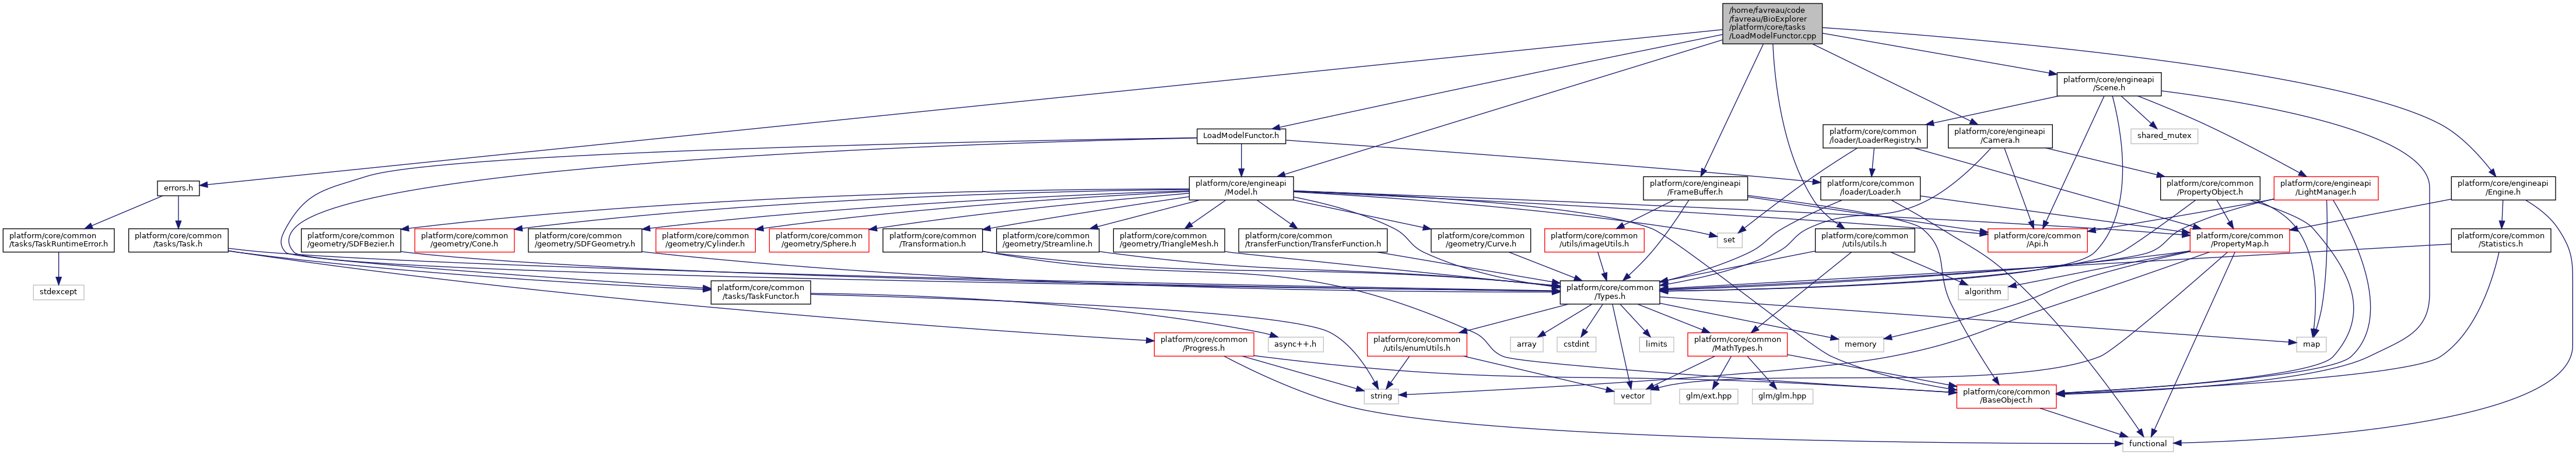 /home/favreau/code
/favreau/BioExplorer
/platform/core/tasks
/LoadModelFunctor.cpp
platform/core/engineapi
/Scene.h
LoadModelFunctor.h
platform/core/common
/loader/LoaderRegistry.h
platform/core/engineapi
/Camera.h
shared_mutex
errors.h
platform/core/engineapi
/Model.h
platform/core/engineapi
/FrameBuffer.h
platform/core/common
/loader/Loader.h
platform/core/common
/PropertyObject.h
platform/core/engineapi
/LightManager.h
platform/core/engineapi
/Engine.h
platform/core/common
/tasks/TaskRuntimeError.h
platform/core/common
/tasks/Task.h
platform/core/common
/geometry/SDFBezier.h
platform/core/common
/geometry/Cone.h
platform/core/common
/geometry/SDFGeometry.h
platform/core/common
/geometry/Cylinder.h
platform/core/common
/geometry/Sphere.h
platform/core/common
/Transformation.h
platform/core/common
/geometry/Streamline.h
platform/core/common
/geometry/TriangleMesh.h
platform/core/common
/transferFunction/TransferFunction.h
platform/core/common
/geometry/Curve.h
platform/core/common
/utils/imageUtils.h
set
platform/core/common
/utils/utils.h
platform/core/common
/Api.h
platform/core/common
/PropertyMap.h
platform/core/common
/Statistics.h
stdexcept
platform/core/common
/tasks/TaskFunctor.h
platform/core/common
/Types.h
algorithm
platform/core/common
/Progress.h
async++.h
platform/core/common
/utils/enumUtils.h
array
cstdint
limits
platform/core/common
/MathTypes.h
memory
map
string
vector
glm/ext.hpp
glm/glm.hpp
platform/core/common
/BaseObject.h
functional